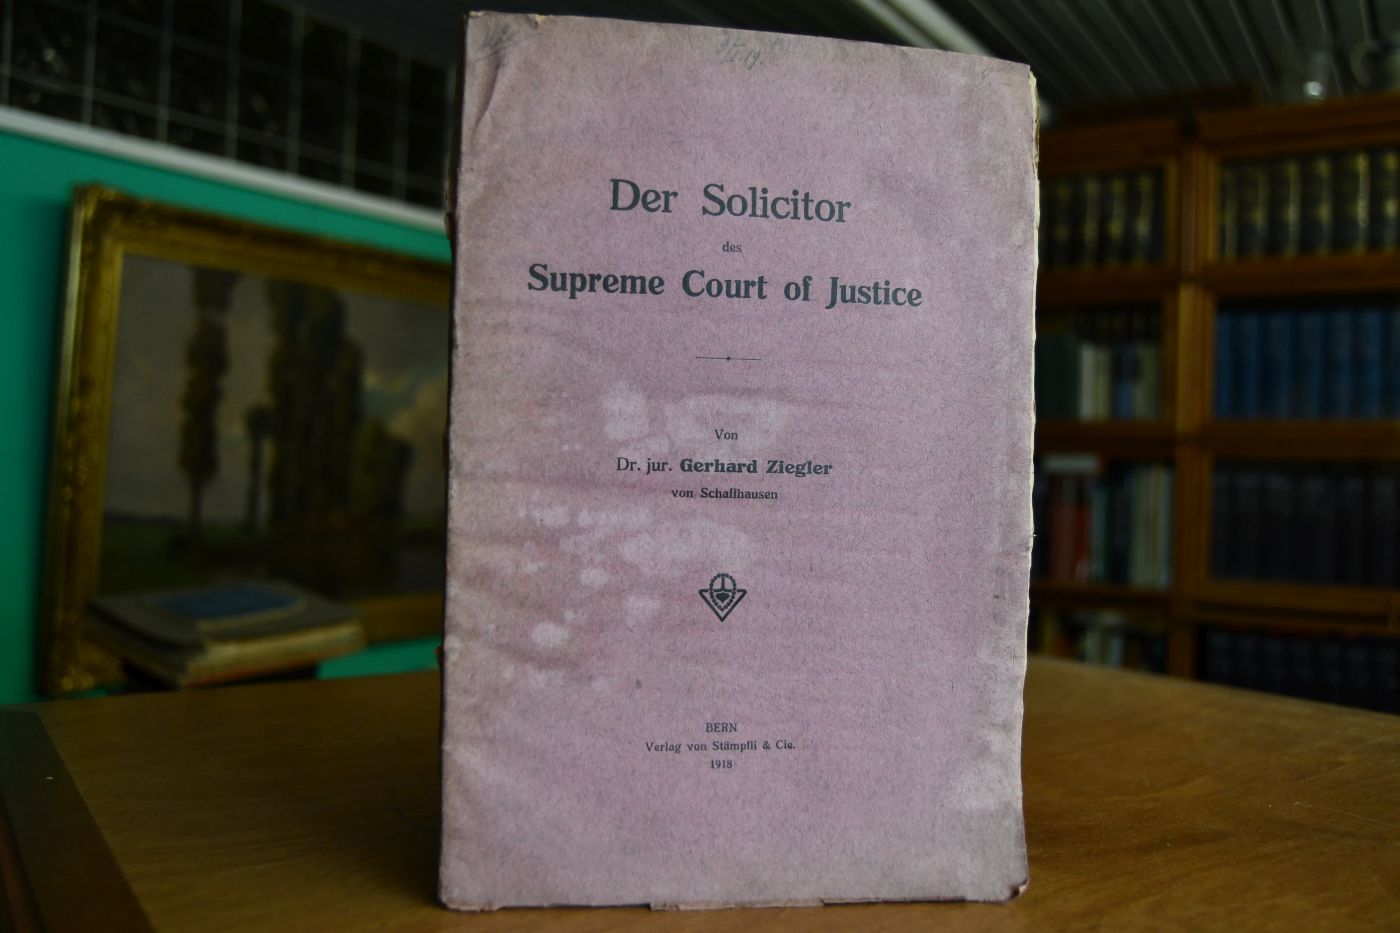 Der Solicitor
des
Supreme Court of Justice
Von
Dr. jur. Gerhard Ziegler
von Schaffhausen
BERN
Verlag von Stämpfli & Cie.
1918